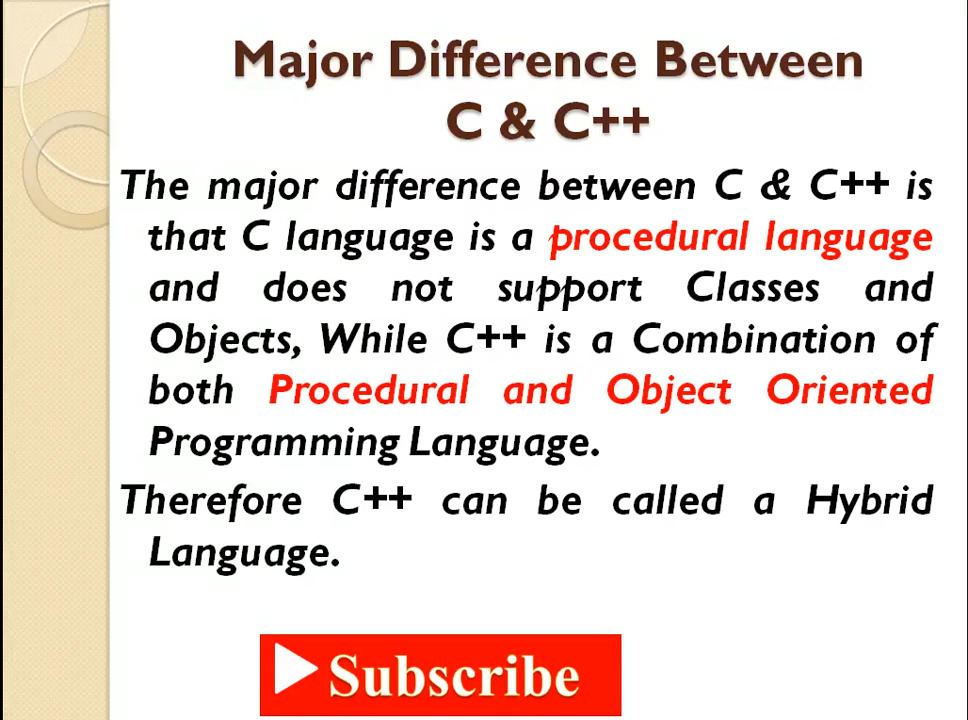 Major Difference Between
C & C++
The major difference between C & C++ is
that C language is a procedural language
and does not support Classes and
Objects, While C++ is a Combination of
both Procedural and Object Oriented
Programming Language.
Therefore C++ can be called a Hybrid
Language.
Subscribe